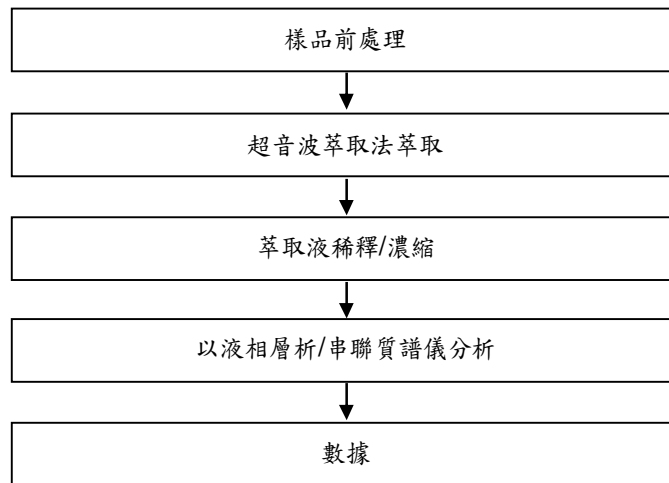 樣品前處理
超音波萃取法萃取
萃取液稀釋/濃縮
以液相層析/串聯質譜儀分析
數據